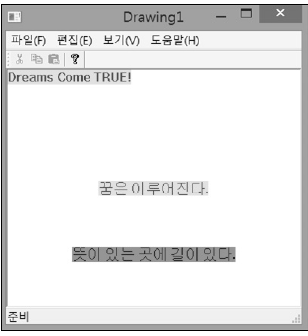 Drawing1
파일(F) 편집(E) 보기(V) 도움말(H)
Dreams Come TRUE!
꿈은 이루어진다.
뜻이 있는 곳에 길이 있다.
준비